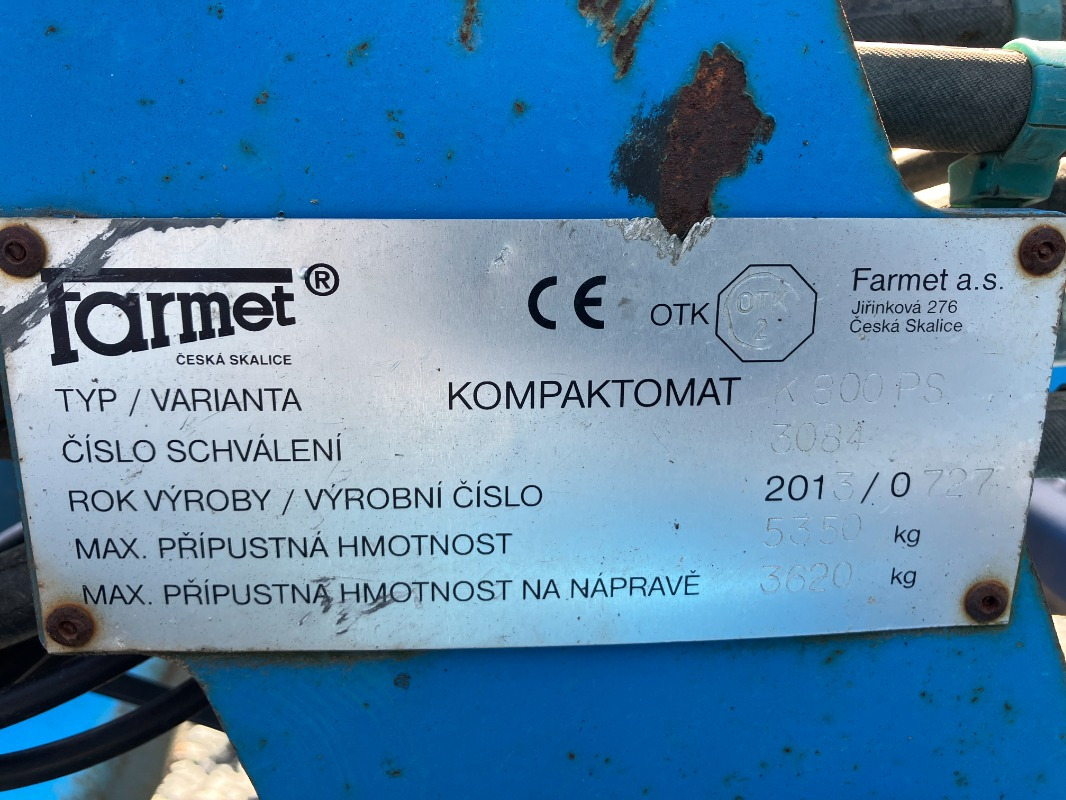 farmet®
ČESKÁ SKALICE
CE OTK OTK 2
Farmet a.s.
Jiřinková 276
Česká Skalice
TYP / VARIANTA KOMPAKTOMAT K 800 PS
ČÍSLO SCHVÁLENÍ 3084
ROK VÝROBY / VÝROBNÍ ČÍSLO 2013/0727
MAX. PŘÍPUSTNÁ HMOTNOST 5350 kg
MAX. PŘÍPUSTNÁ HMOTNOST NA NÁPRAVĚ 3620 kg